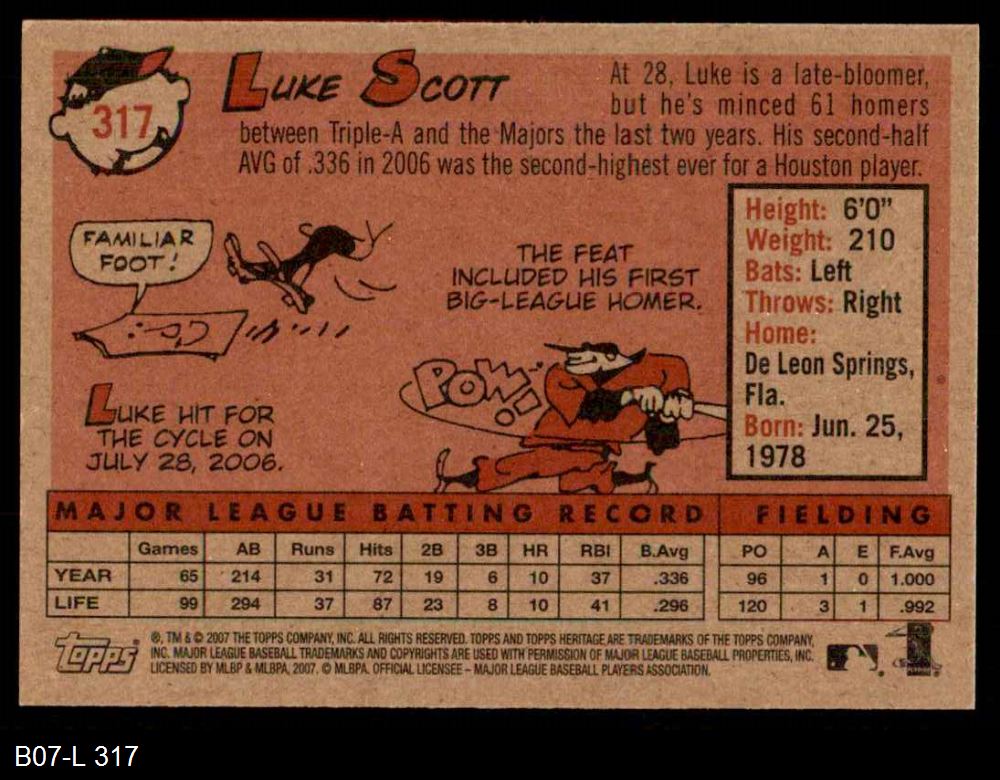 317
LUKE SCOTT
At 28, Luke is a late-bloomer,
but he's minced 61 homers
between Triple-A and the Majors the last two years. His second-half
AVG of .336 in 2006 was the second-highest ever for a Houston player.
FAMILIAR
FOOT!
THE FEAT
INCLUDED HIS FIRST
BIG-LEAGUE HOMER.
POW!
LUKE HIT FOR
THE CYCLE ON
JULY 28, 2006.
Height: 6'0"
Weight: 210
Bats: Left
Throws: Right
Home:
De Leon Springs,
Fla.
Born: Jun. 25,
1978
MAJOR LEAGUE BATTING RECORD FIELDING
Games AB Runs Hits 2B 3B HR RBI B.Avg PO A E F.Avg
YEAR 65 214 31 72 19 6 10 37 .336 96 1 0 1.000
LIFE 99 294 37 87 23 8 10 41 .296 120 3 1 .992
Topps
®, TM & © 2007 THE TOPPS COMPANY, INC. ALL RIGHTS RESERVED. TOPPS AND TOPPS HERITAGE ARE TRADEMARKS OF THE TOPPS COMPANY,
INC. MAJOR LEAGUE BASEBALL TRADEMARKS AND COPYRIGHTS ARE USED WITH PERMISSION OF MAJOR LEAGUE BASEBALL PROPERTIES, INC.
LICENSED BY MLBP & MLBPA, 2007. © MLBPA. OFFICIAL LICENSEE – MAJOR LEAGUE BASEBALL PLAYERS ASSOCIATION.
B07-L 317